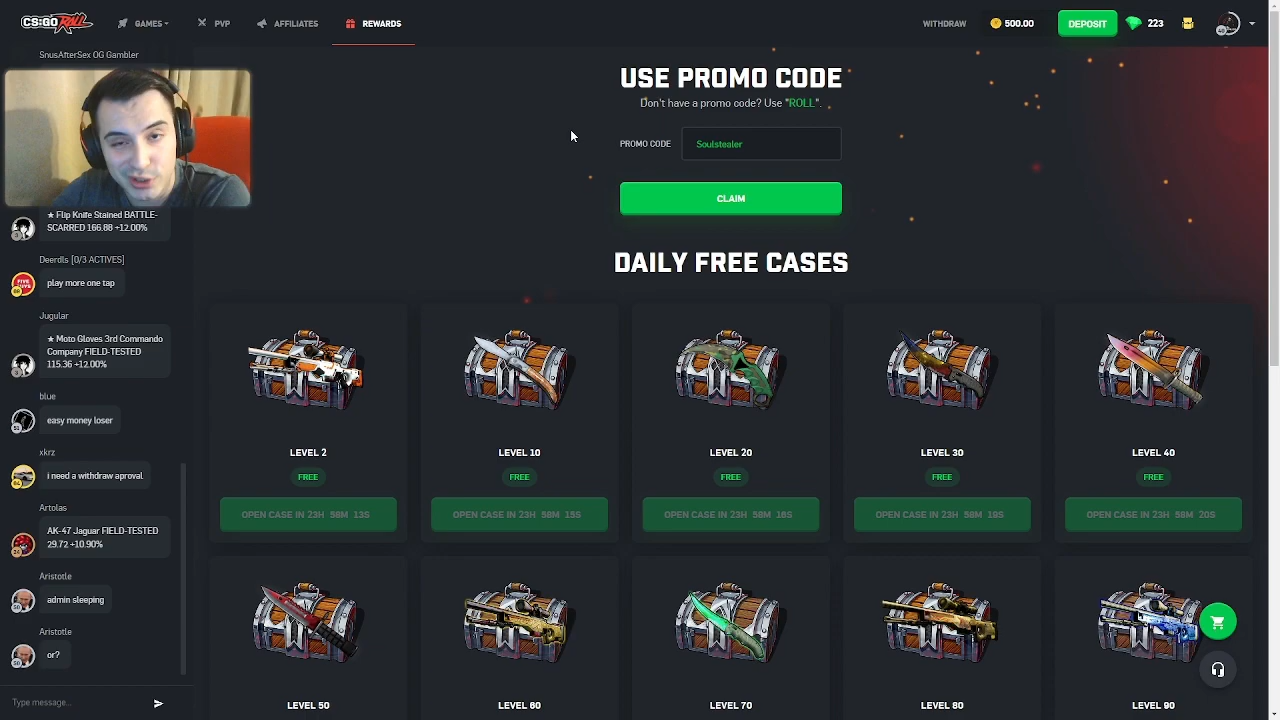 CS:GO ROLL
GAMES
PVP
AFFILIATES
REWARDS
WITHDRAW
500.00
DEPOSIT
223
SnusAfterSex OG Gambler
★ Flip Knife Stained BATTLE-
SCARRED 166.88 +12.00%
Deerdls [0/3 ACTIVES]
play more one tap
Jugular
★ Moto Gloves 3rd Commando
Company FIELD-TESTED
115.36 +12.00%
blue
easy money loser
xkrz
i need a withdraw aproval
Artolas
AK-47 Jaguar FIELD-TESTED
29.72 +10.90%
Aristotle
admin sleeping
Aristotle
or?
Type message...
USE PROMO CODE
Don't have a promo code? Use "ROLL".
PROMO CODE
Soulstealer
CLAIM
DAILY FREE CASES
LEVEL 2
FREE
OPEN CASE IN 23H 58M 13S
LEVEL 10
FREE
OPEN CASE IN 23H 58M 15S
LEVEL 20
FREE
OPEN CASE IN 23H 58M 18S
LEVEL 30
FREE
OPEN CASE IN 23H 58M 19S
LEVEL 40
FREE
OPEN CASE IN 23H 58M 20S
LEVEL 50
LEVEL 60
LEVEL 70
LEVEL 80
LEVEL 90